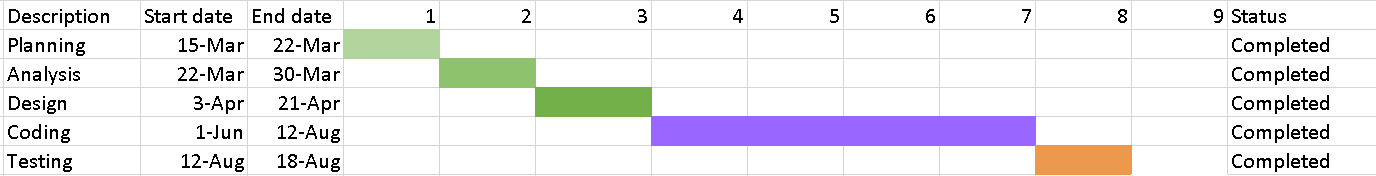 Description Start date End date 1 2 3 4 5 6 7 8 9 Status
Planning 15-Mar 22-Mar Completed
Analysis 22-Mar 30-Mar Completed
Design 3-Apr 21-Apr Completed
Coding 1-Jun 12-Aug Completed
Testing 12-Aug 18-Aug Completed